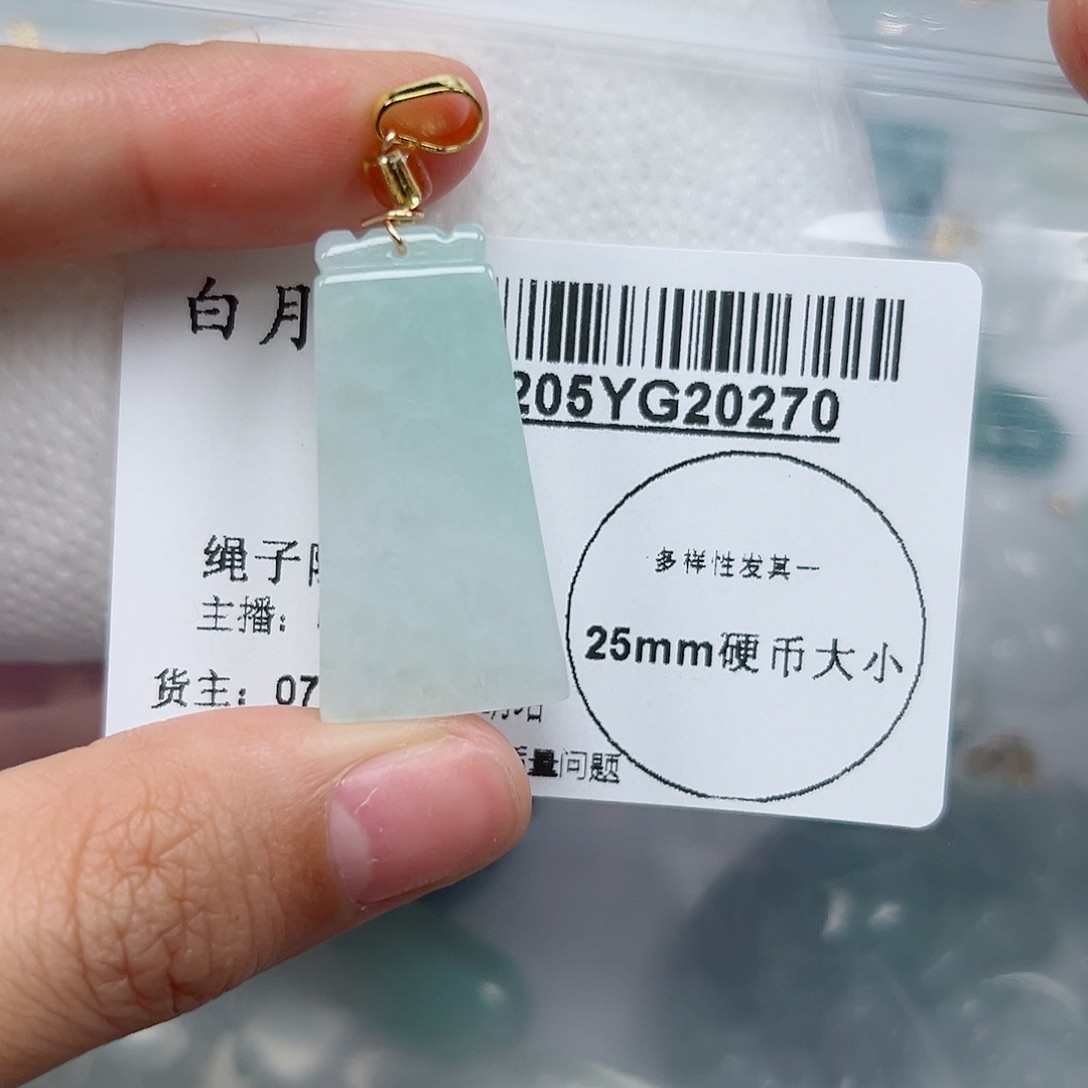 白月
205YG20270
绳子
多样性发其一
主播：
25mm硬币大小
货主：07
质量问题